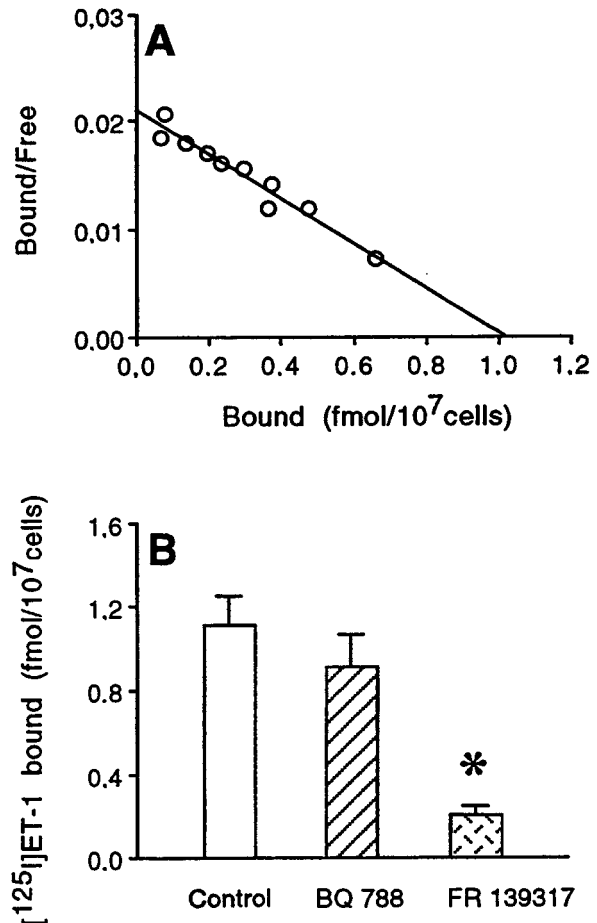 A
Bound/Free
0,03
0.02
0,01
0.00
0.0 0.2 0.4 0.6 0.8 1.0 1.2
Bound (fmol/10⁷cells)
B
[¹²⁵I]ET-1 bound (fmol/10⁷cells)
1.6
1.2
0.8
0.4
0.0
*
Control BQ 788 FR 139317